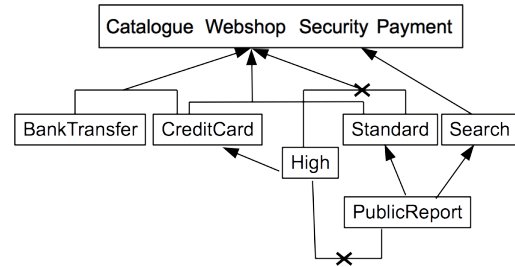 Catalogue Webshop Security Payment
BankTransfer CreditCard Standard Search
High
PublicReport